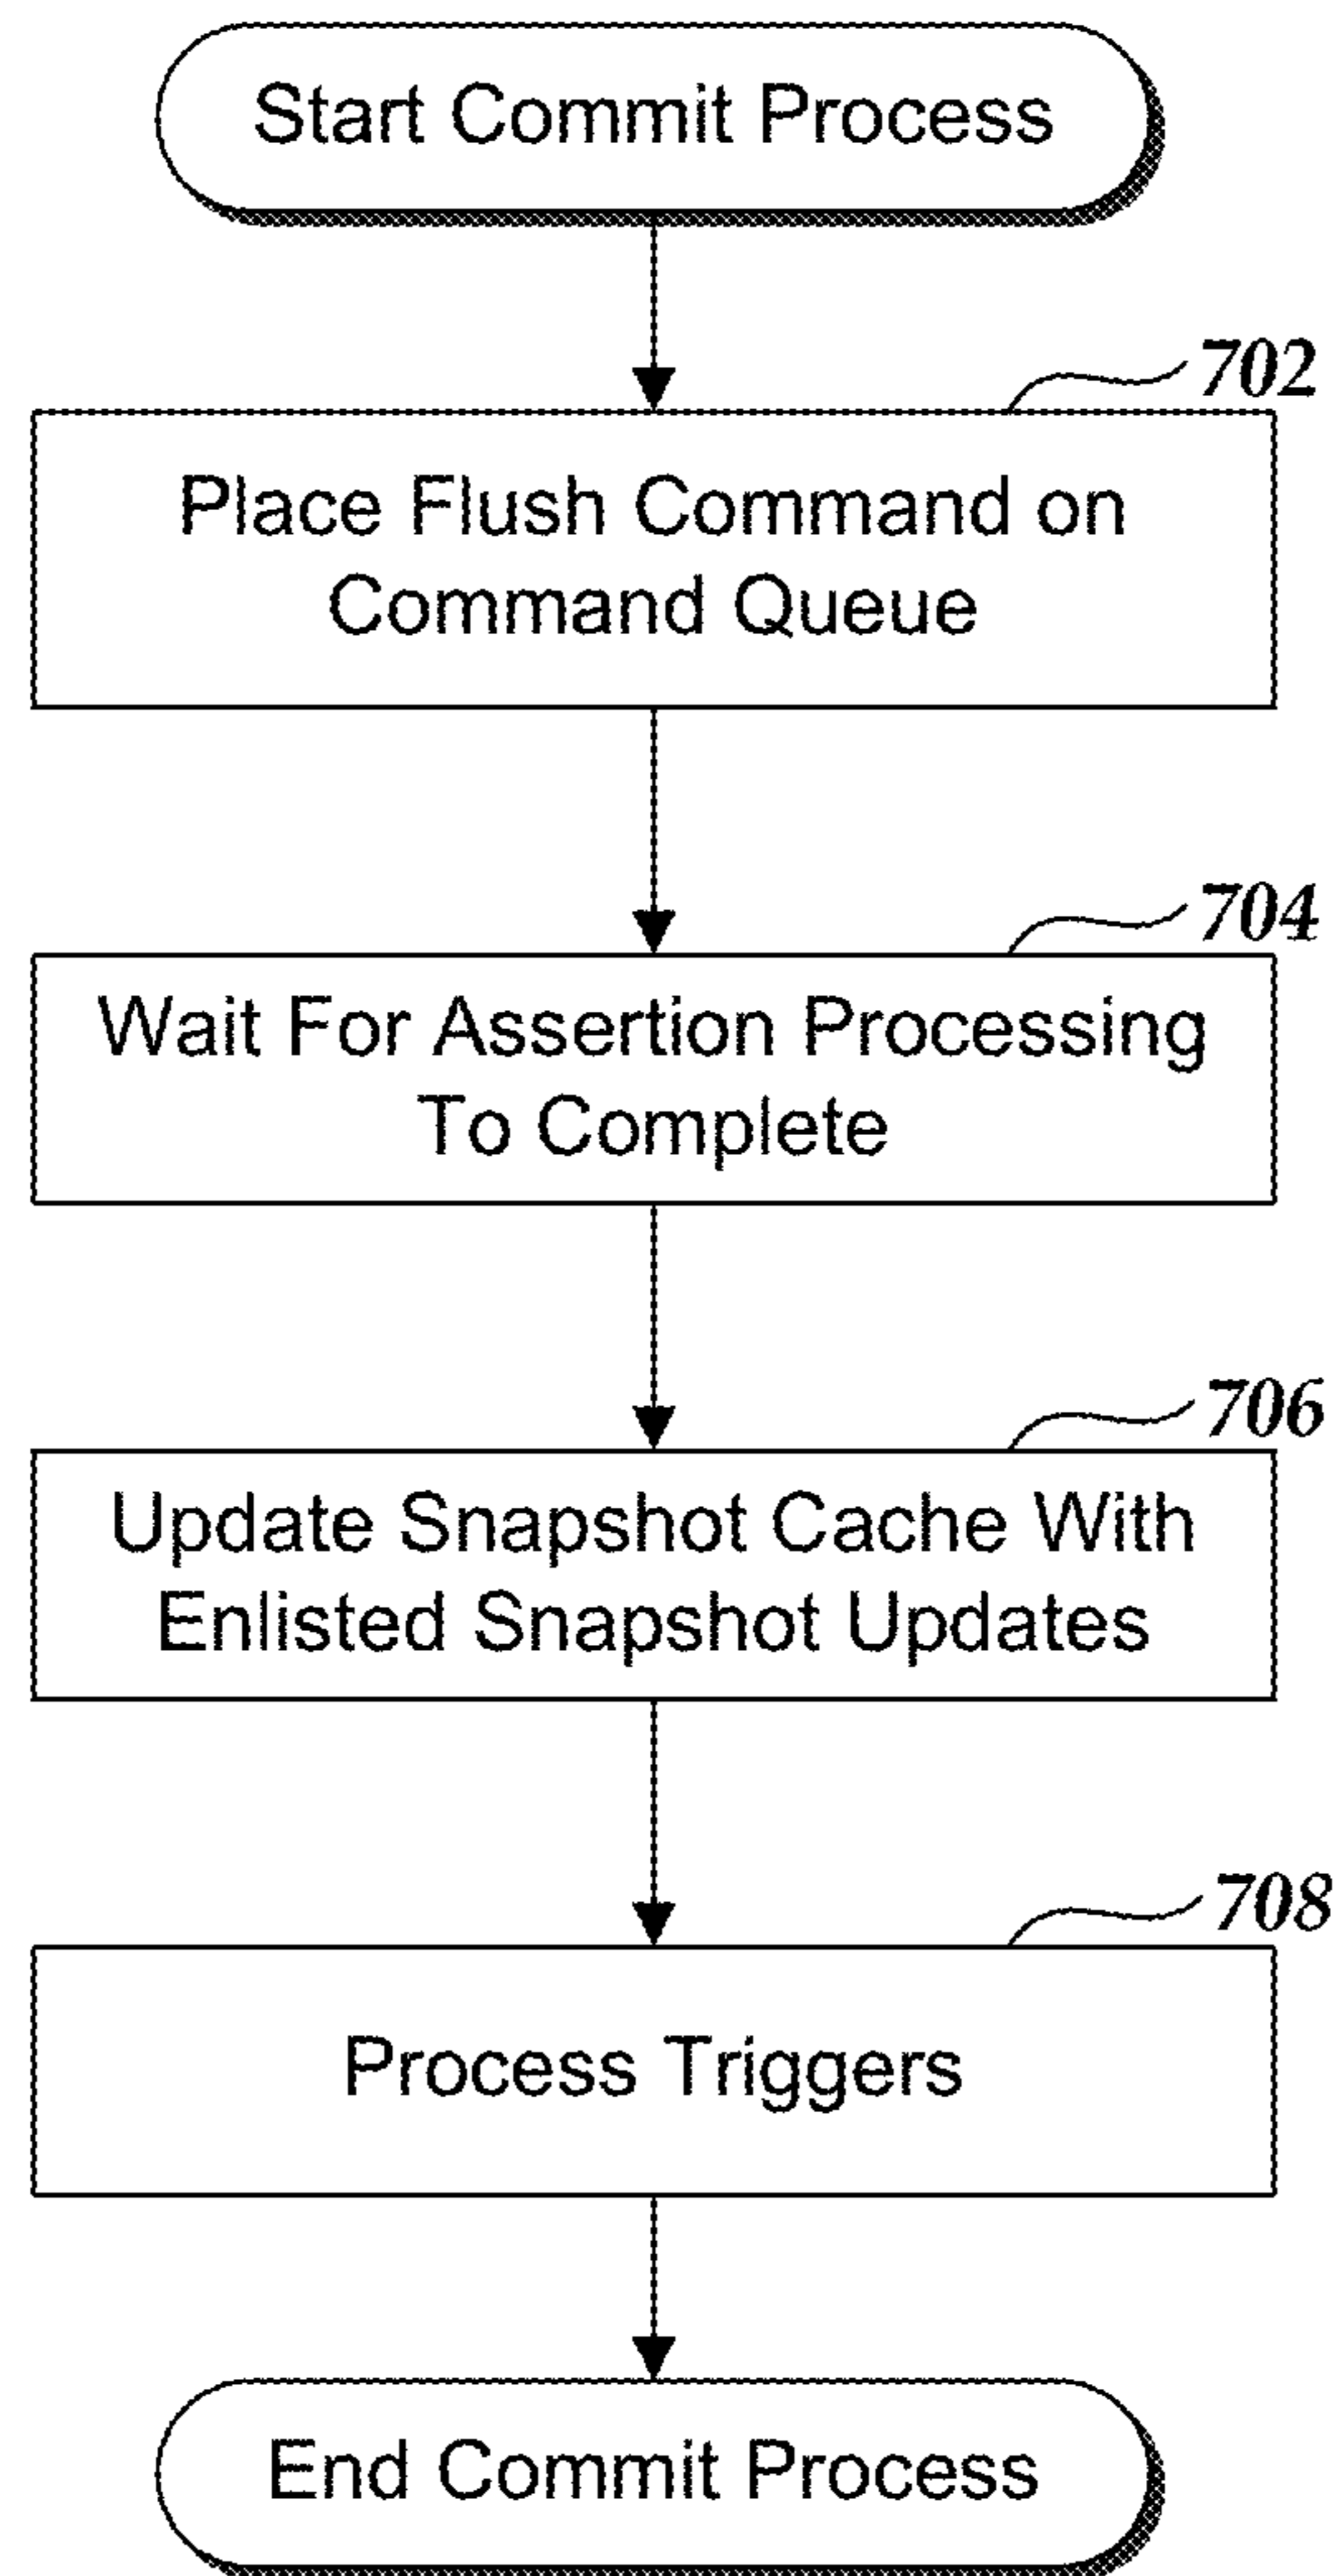 Start Commit Process
702
Place Flush Command on
Command Queue
704
Wait For Assertion Processing
To Complete
706
Update Snapshot Cache With
Enlisted Snapshot Updates
708
Process Triggers
End Commit Process